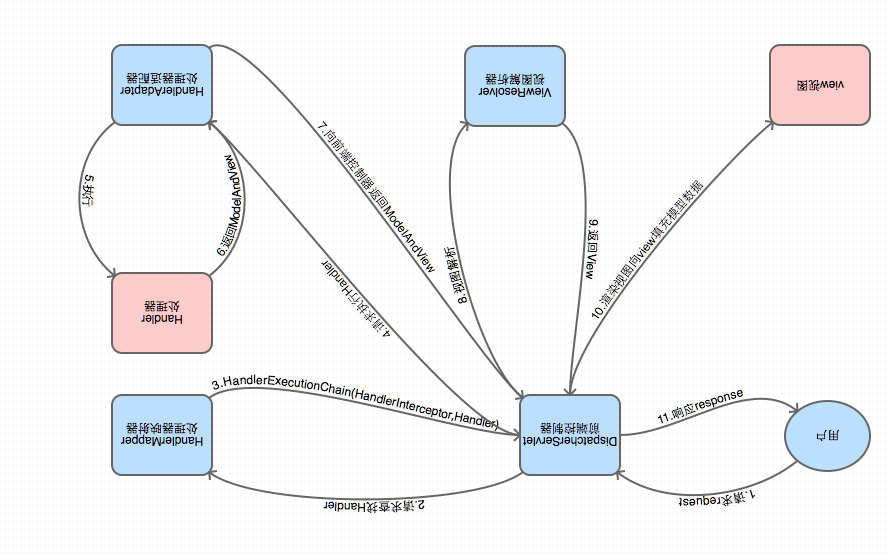 HandlerAdapter
处理器适配器
ViewResolver
视图解析器
view视图
7.向前端控制器返回ModelAndView
5.执行
6.返回ModelAndView
4.请求执行Handler
8.视图解析
9.返回View
10.渲染视图向view填充模型数据
Handler
处理器
3.HandlerExecutionChain(HandlerInterceptor,Handler)
HandlerMapper
处理器映射器
DispatcherServlet
前端控制器
11.响应response
用户
2.请求查找Handler
1.请求request